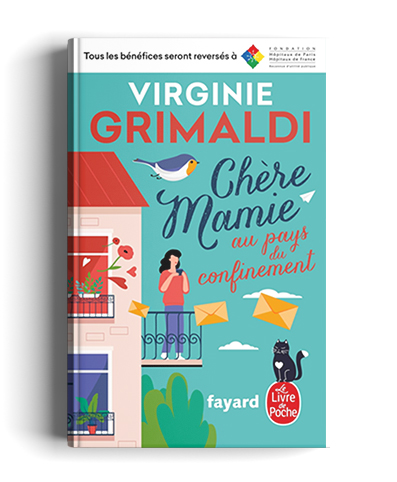 Tous les bénéfices seront reversés à
FONDATION
Hôpitaux de Paris
Hôpitaux de France
VIRGINIE
GRIMALDI
Chère
Mamie
au pays
du
confinement
fayard
Le
Livre
de
Poche